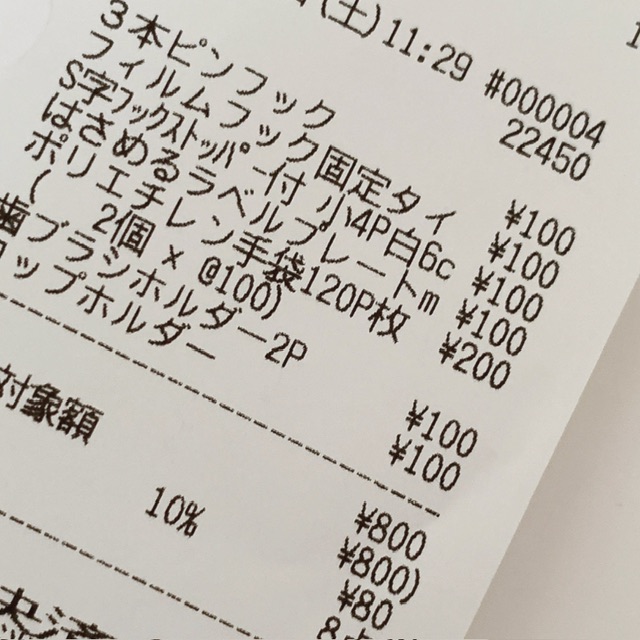 (土)11:29 #000004
22450
3本ピンフック ¥100
フィルムフック固定タイ ¥100
S字フックストッパー付 小4P白6c ¥100
はさめるラベルプレートm ¥100
ポリエチレン手袋120P枚 ¥200
( 2個 x @100)
歯ブラシホルダー2P ¥100
ップホルダー ¥100
対象額 ¥800
10% ¥800)
¥80